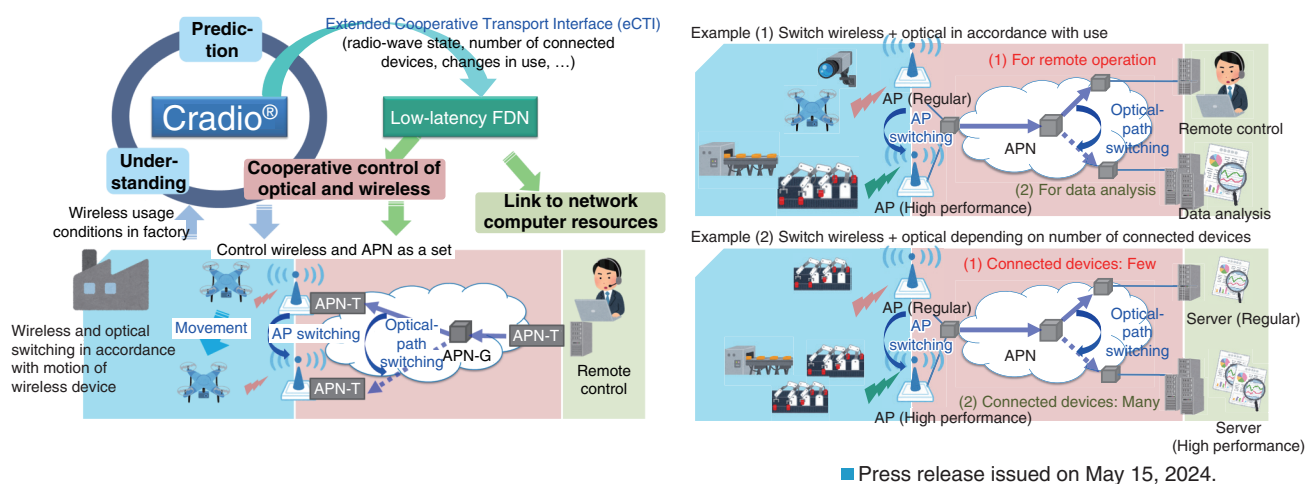 Predic-
tion
Extended Cooperative Transport Interface (eCTI)
(radio-wave state, number of connected
devices, changes in use, …)
Cradio®
Low-latency FDN
Under-
standing
Cooperative control of
optical and wireless
Link to network
computer resources
Wireless usage
conditions in factory
Control wireless and APN as a set
Wireless and optical
switching in accordance
with motion of
wireless device
Movement
AP switching
APN-T
APN-T
Optical-
path
switching
APN-G
APN-T
Remote
control
Example (1) Switch wireless + optical in accordance with use
(1) For remote operation
AP (Regular)
AP
switching
AP (High performance)
APN
Optical-
path
switching
(2) For data analysis
Remote control
Data analysis
Example (2) Switch wireless + optical depending on number of connected devices
(1) Connected devices: Few
AP (Regular)
AP
switching
AP (High performance)
APN
Optical-
path
switching
(2) Connected devices: Many
Server (Regular)
Server
(High performance)
Press release issued on May 15, 2024.